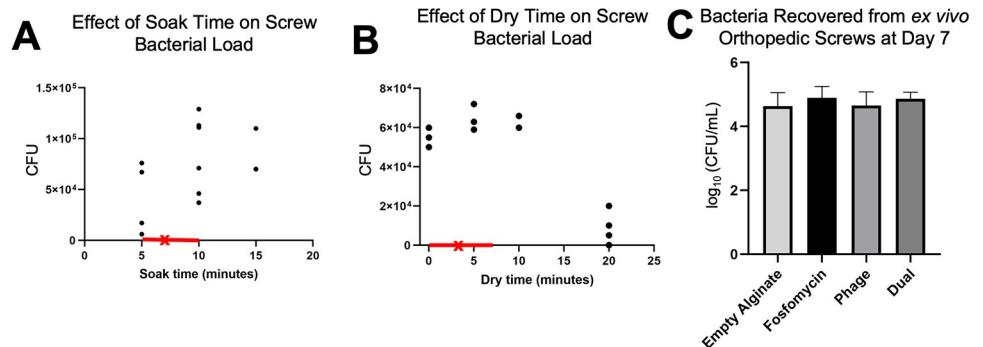 A
Effect of Soak Time on Screw
Bacterial Load
CFU
1.5×10⁵
1×10⁵
5×10⁴
0
0 5 10 15 20
Soak time (minutes)
B
Effect of Dry Time on Screw
Bacterial Load
CFU
8×10⁴
6×10⁴
4×10⁴
2×10⁴
0
0 5 10 15 20 25
Dry time (minutes)
C
Bacteria Recovered from ex vivo
Orthopedic Screws at Day 7
log₁₀ (CFU/mL)
6
4
2
0
Empty Alginate
Fosfomycin
Phage
Dual